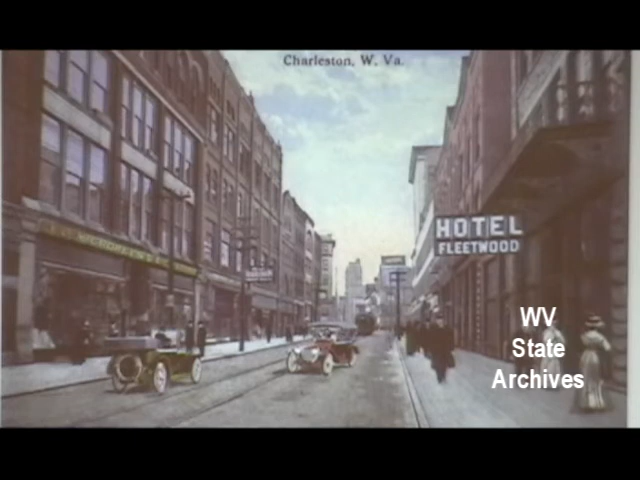 Charleston, W. Va.
HOTEL
FLEETWOOD
WV
State
Archives